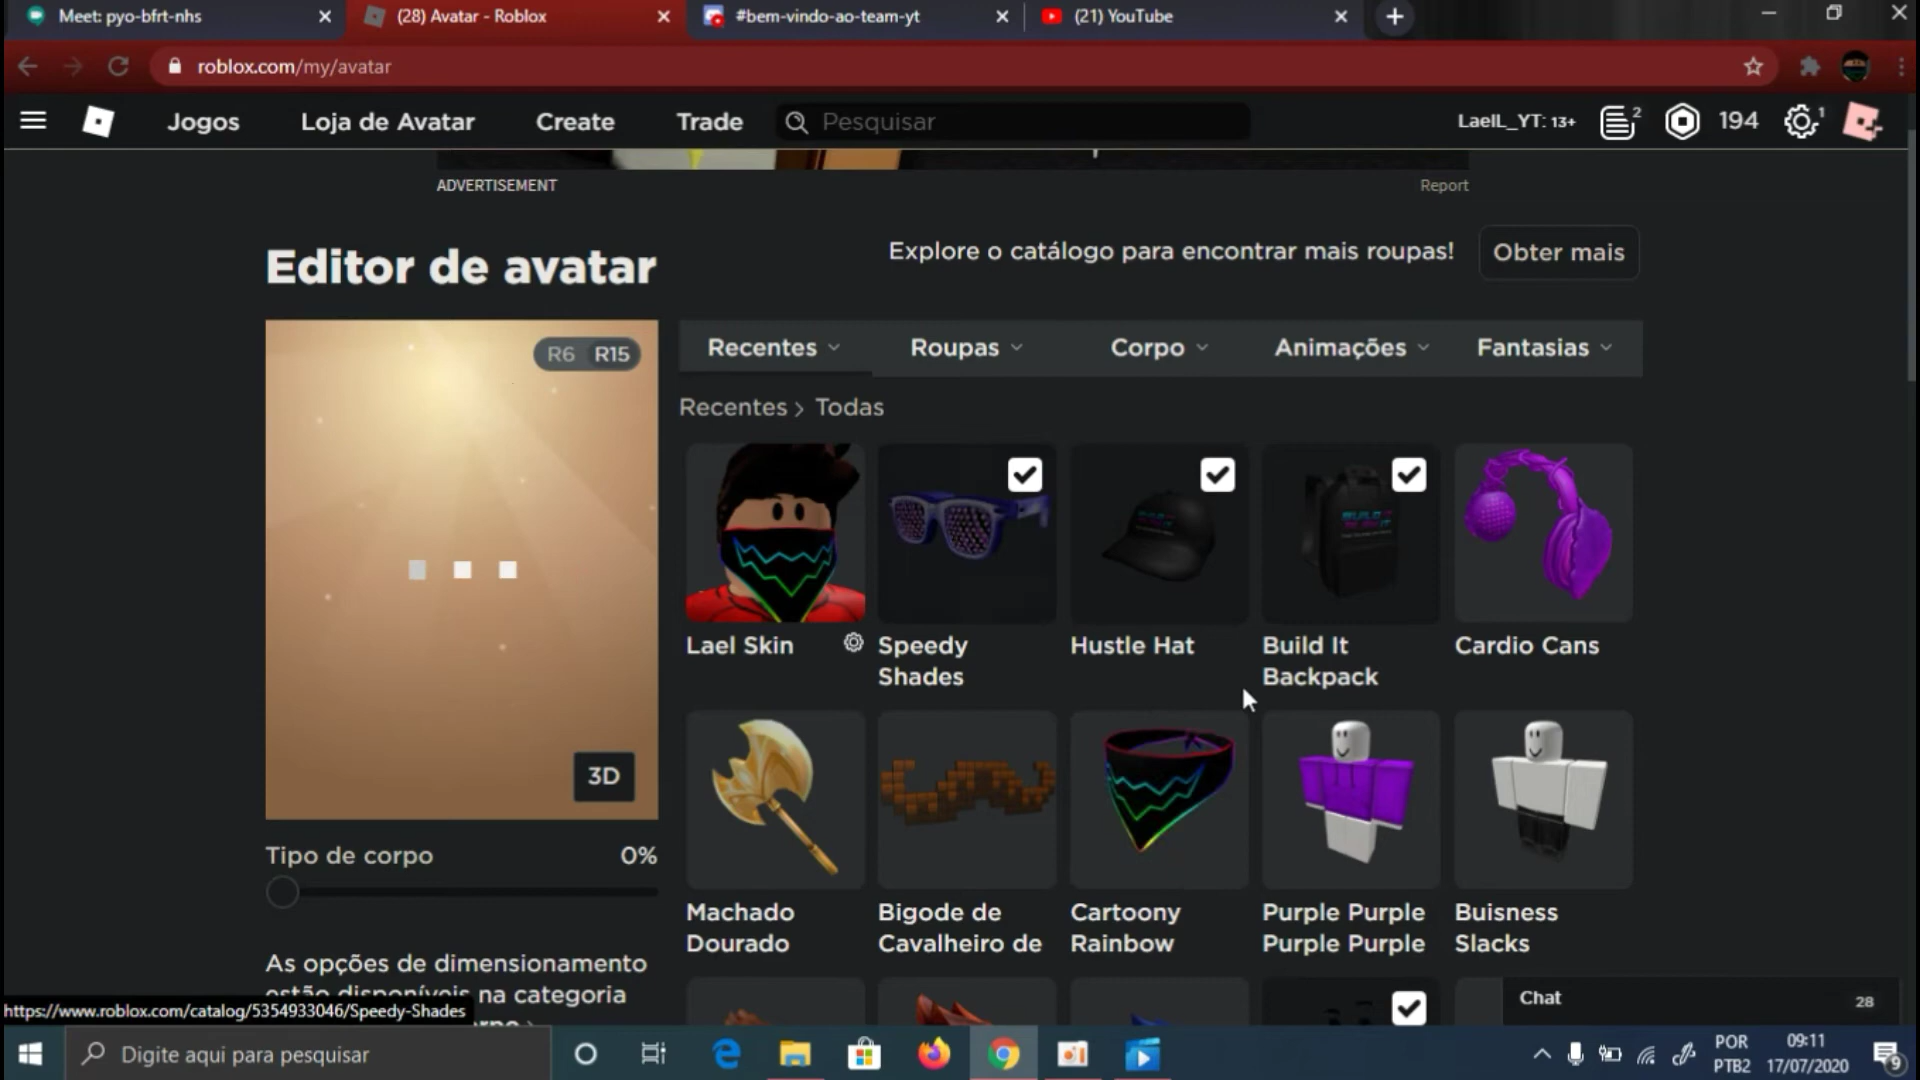 Meet: pyo-bfrt-nhs
(28) Avatar - Roblox
#bem-vindo-ao-team-yt
(21) YouTube
roblox.com/my/avatar
Jogos
Loja de Avatar
Create
Trade
Pesquisar
LaelL_YT: 13+
2
194
1
ADVERTISEMENT
Report
Editor de avatar
Explore o catálogo para encontrar mais roupas!
Obter mais
R6 R15
3D
Recentes
Roupas
Corpo
Animações
Fantasias
Recentes > Todas
Lael Skin
Speedy
Shades
Hustle Hat
Build It
Backpack
Cardio Cans
Machado
Dourado
Bigode de
Cavalheiro de
Cartoony
Rainbow
Purple Purple
Purple Purple
Buisness
Slacks
Tipo de corpo
0%
As opções de dimensionamento
estão disponíveis na categoria
https://www.roblox.com/catalog/5354933046/Speedy-Shades
Chat
28
Digite aqui para pesquisar
POR
PTB2
09:11
17/07/2020
9